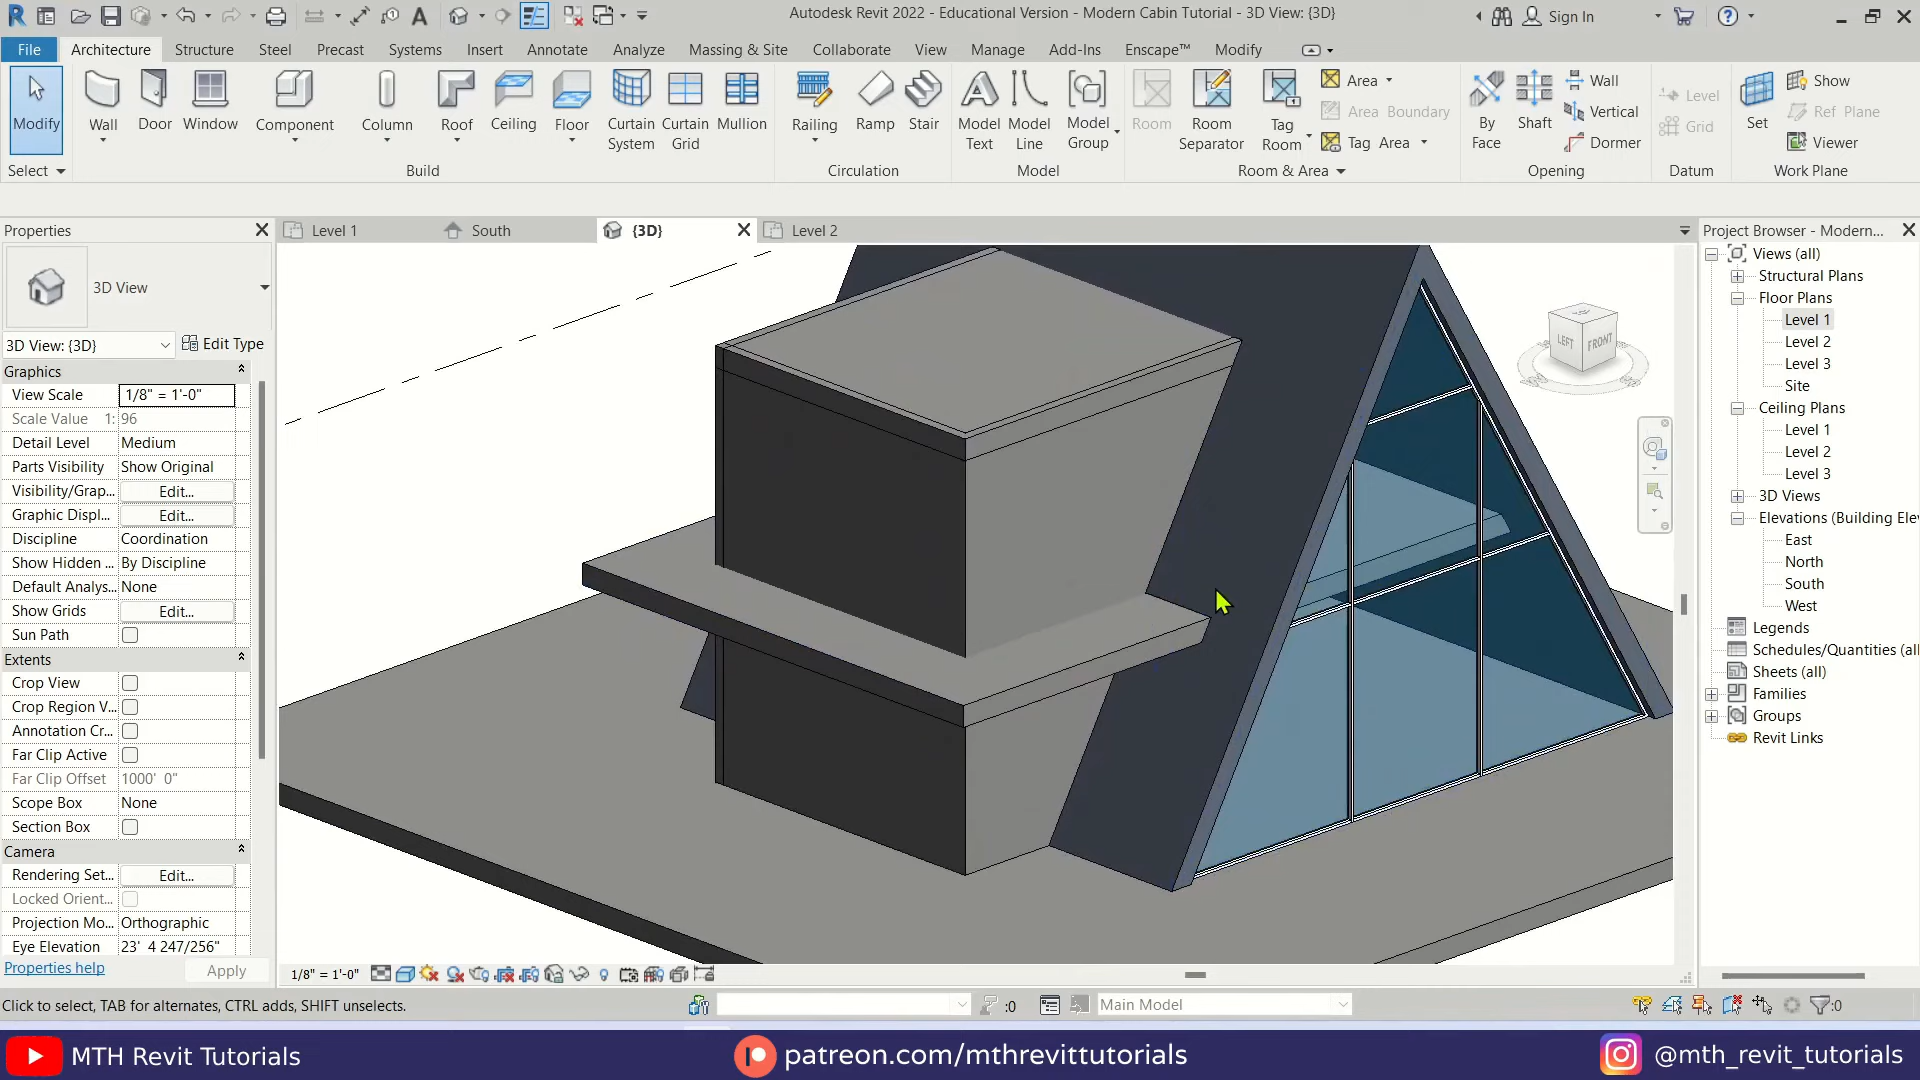 Autodesk Revit 2022 - Educational Version - Modern Cabin Tutorial - 3D View: {3D}
Sign In
File Architecture Structure Steel Precast Systems Insert Annotate Analyze Massing & Site Collaborate View Manage Add-Ins Enscape™ Modify
Modify
Wall
Door
Window
Component
Column
Roof
Ceiling
Floor
Curtain System
Curtain Grid
Mullion
Railing
Ramp
Stair
Model Text
Model Line
Model Group
Room
Room Separator
Tag Room
Area
Area Boundary
Tag Area
By Face
Shaft
Wall
Vertical
Dormer
Level
Grid
Set
Show
Ref Plane
Viewer
Select
Build
Circulation
Model
Room & Area
Opening
Datum
Work Plane
Properties
3D View
3D View: {3D}
Edit Type
Graphics
View Scale 1/8" = 1'-0"
Scale Value 1: 96
Detail Level Medium
Parts Visibility Show Original
Visibility/Grap... Edit...
Graphic Displ... Edit...
Discipline Coordination
Show Hidden ... By Discipline
Default Analys... None
Show Grids Edit...
Sun Path
Extents
Crop View
Crop Region V...
Annotation Cr...
Far Clip Active
Far Clip Offset 1000' 0"
Scope Box None
Section Box
Camera
Rendering Set... Edit...
Locked Orient...
Projection Mo... Orthographic
Eye Elevation 23' 4 247/256"
Properties help
Apply
Level 1
South
{3D}
Level 2
LEFT
FRONT
1/8" = 1'-0"
Project Browser - Modern...
Views (all)
Structural Plans
Floor Plans
Level 1
Level 2
Level 3
Site
Ceiling Plans
Level 1
Level 2
Level 3
3D Views
Elevations (Building Ele
East
North
South
West
Legends
Schedules/Quantities (all
Sheets (all)
Families
Groups
Revit Links
Click to select, TAB for alternates, CTRL adds, SHIFT unselects.
:0
Main Model
:0
MTH Revit Tutorials
patreon.com/mthrevittutorials
@mth_revit_tutorials